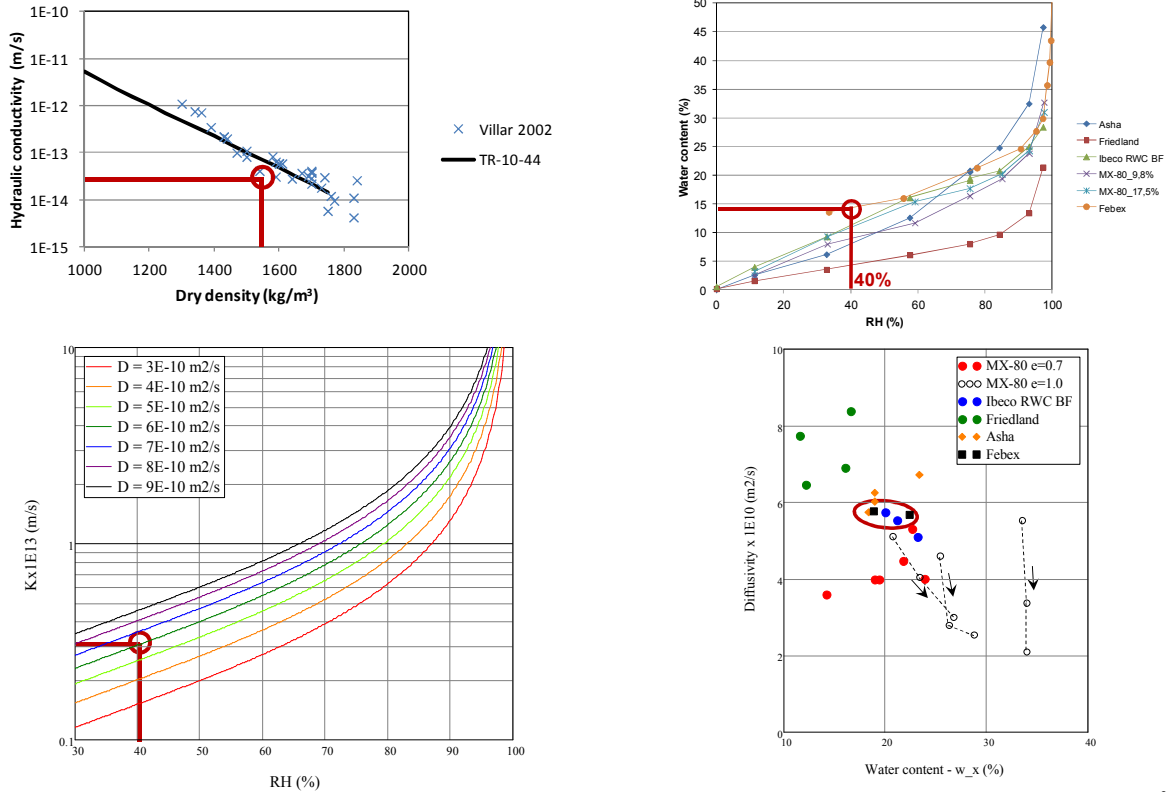 1E-10
1E-11
1E-12
1E-13
1E-14
1E-15
Hydraulic conductivity (m/s)
1000 1200 1400 1600 1800 2000
Dry density (kg/m³)
Villar 2002
TR-10-44
50
45
40
35
30
25
20
15
10
5
0
Water content (%)
40%
0 20 40 60 80 100
RH (%)
Asha
Friedland
Ibeco RWC BF
MX-80_9,8%
MX-80_17,5%
Febex
10
1
0.1
Kx1E13 (m/s)
D = 3E-10 m2/s
D = 4E-10 m2/s
D = 5E-10 m2/s
D = 6E-10 m2/s
D = 7E-10 m2/s
D = 8E-10 m2/s
D = 9E-10 m2/s
30 40 50 60 70 80 90 100
RH (%)
10
8
6
4
2
0
Diffusivity x 1E10 (m2/s)
MX-80 e=0.7
MX-80 e=1.0
Ibeco RWC BF
Friedland
Asha
Febex
10 20 30 40
Water content - w_x (%)